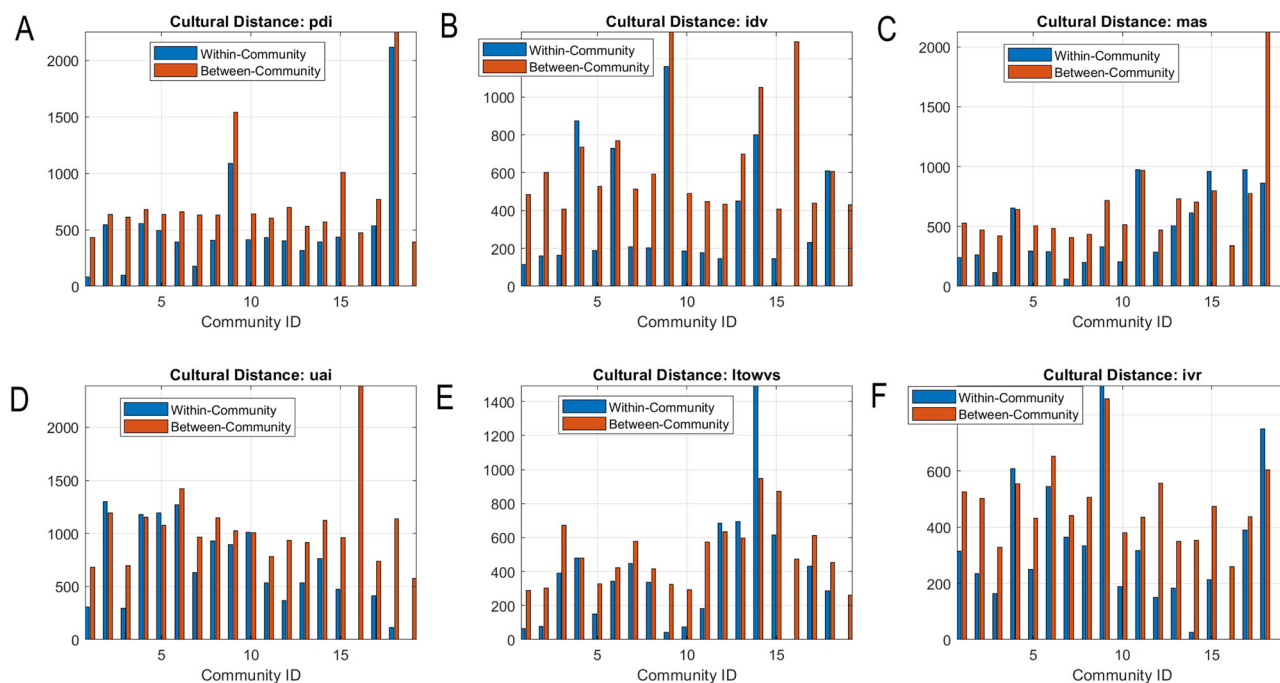 A
Cultural Distance: pdi
Within-Community
Between-Community
2000
1500
1000
500
0
5
10
15
Community ID
B
Cultural Distance: idv
Within-Community
Between-Community
1000
800
600
400
200
0
5
10
15
Community ID
C
Cultural Distance: mas
Within-Community
Between-Community
2000
1500
1000
500
0
5
10
15
Community ID
D
Cultural Distance: uai
Within-Community
Between-Community
2000
1500
1000
500
0
5
10
15
Community ID
E
Cultural Distance: ltowvs
Within-Community
Between-Community
1400
1200
1000
800
600
400
200
0
5
10
15
Community ID
F
Cultural Distance: ivr
Within-Community
Between-Community
600
400
200
0
5
10
15
Community ID